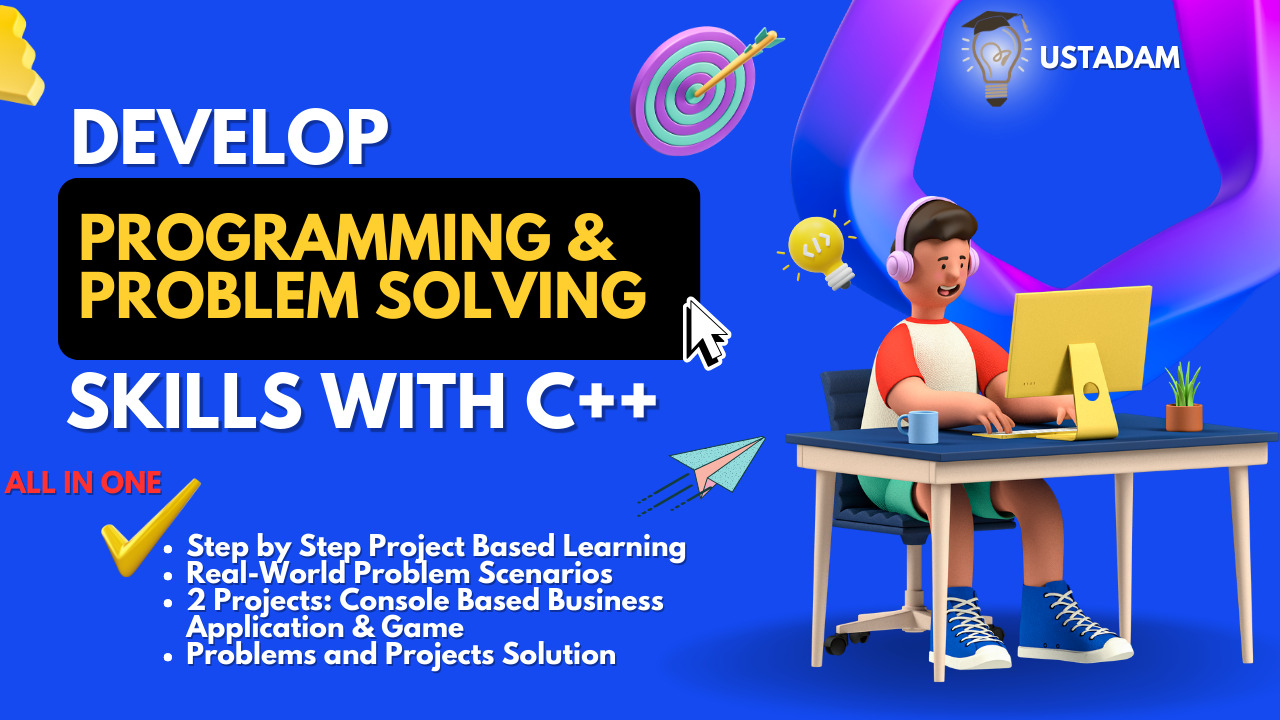 USTADAM
DEVELOP
PROGRAMMING &
PROBLEM SOLVING
SKILLS WITH C++
ALL IN ONE
• Step by Step Project Based Learning
• Real-World Problem Scenarios
• 2 Projects: Console Based Business
Application & Game
• Problems and Projects Solution